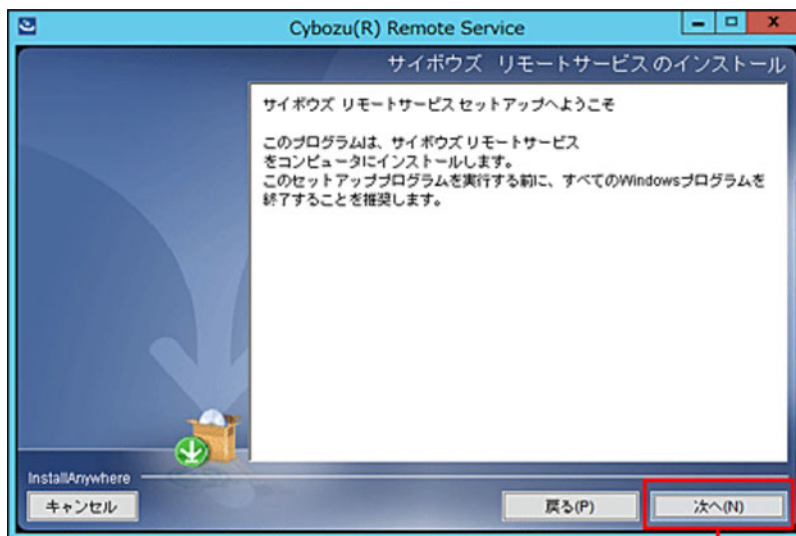 Cybozu(R) Remote Service
サイボウズ リモートサービスのインストール
サイボウズ リモートサービス セットアップへようこそ
このプログラムは、サイボウズ リモートサービス
をコンピュータにインストールします。
このセットアッププログラムを実行する前に、すべてのWindowsプログラムを
終了することを推奨します。
InstallAnywhere
キャンセル
戻る(P)
次へ(N)